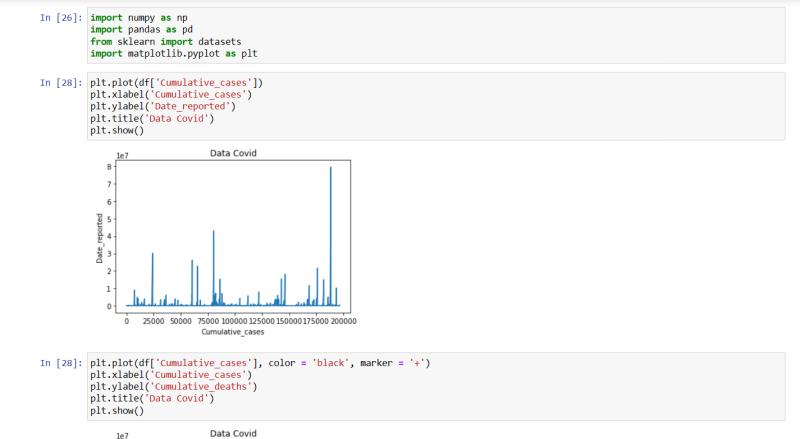 In [26]: import numpy as np
import pandas as pd
from sklearn import datasets
import matplotlib.pyplot as plt
In [28]: plt.plot(df['Cumulative_cases'])
plt.xlabel('Cumulative_cases')
plt.ylabel('Date_reported')
plt.title('Data Covid')
plt.show()
1e7 Data Covid
8
7
6
5
4
3
2
1
0
Date_reported
0 25000 50000 75000 100000 125000 150000 175000 200000
Cumulative_cases
In [28]: plt.plot(df['Cumulative_cases'], color = 'black', marker = '+')
plt.xlabel('Cumulative_cases')
plt.ylabel('Cumulative_deaths')
plt.title('Data Covid')
plt.show()
1e7 Data Covid